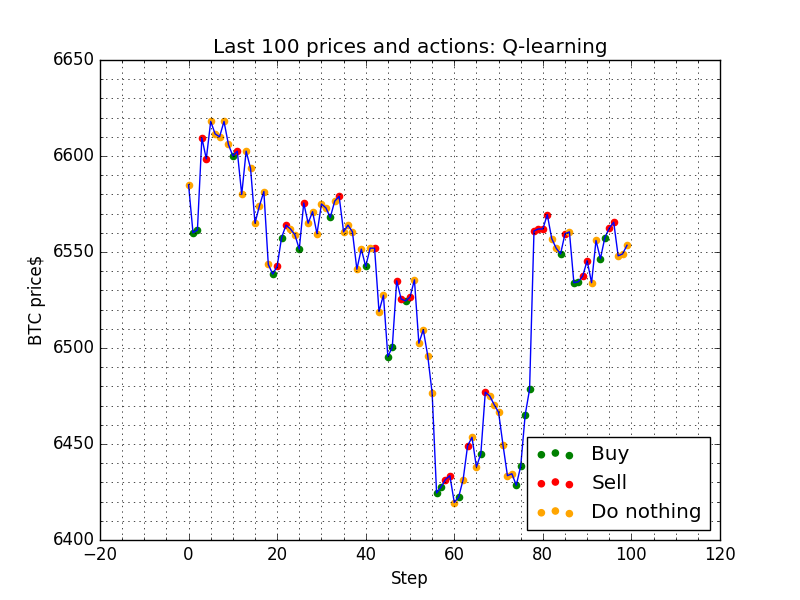 Last 100 prices and actions: Q-learning
6650
6600
6550
6500
6450
6400
BTC price$
Buy
Sell
Do nothing
−20 0 20 40 60 80 100 120
Step